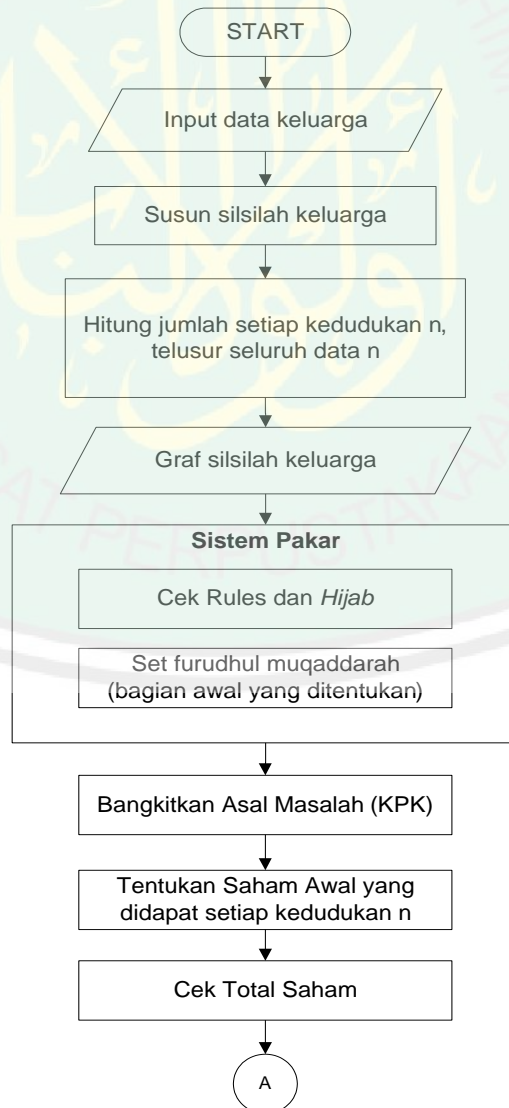 START
Input data keluarga
Susun silsilah keluarga
Hitung jumlah setiap kedudukan n,
telusur seluruh data n
Graf silsilah keluarga
Sistem Pakar
Cek Rules dan Hijab
Set furudhul muqaddarah
(bagian awal yang ditentukan)
Bangkitkan Asal Masalah (KPK)
Tentukan Saham Awal yang
didapat setiap kedudukan n
Cek Total Saham
A